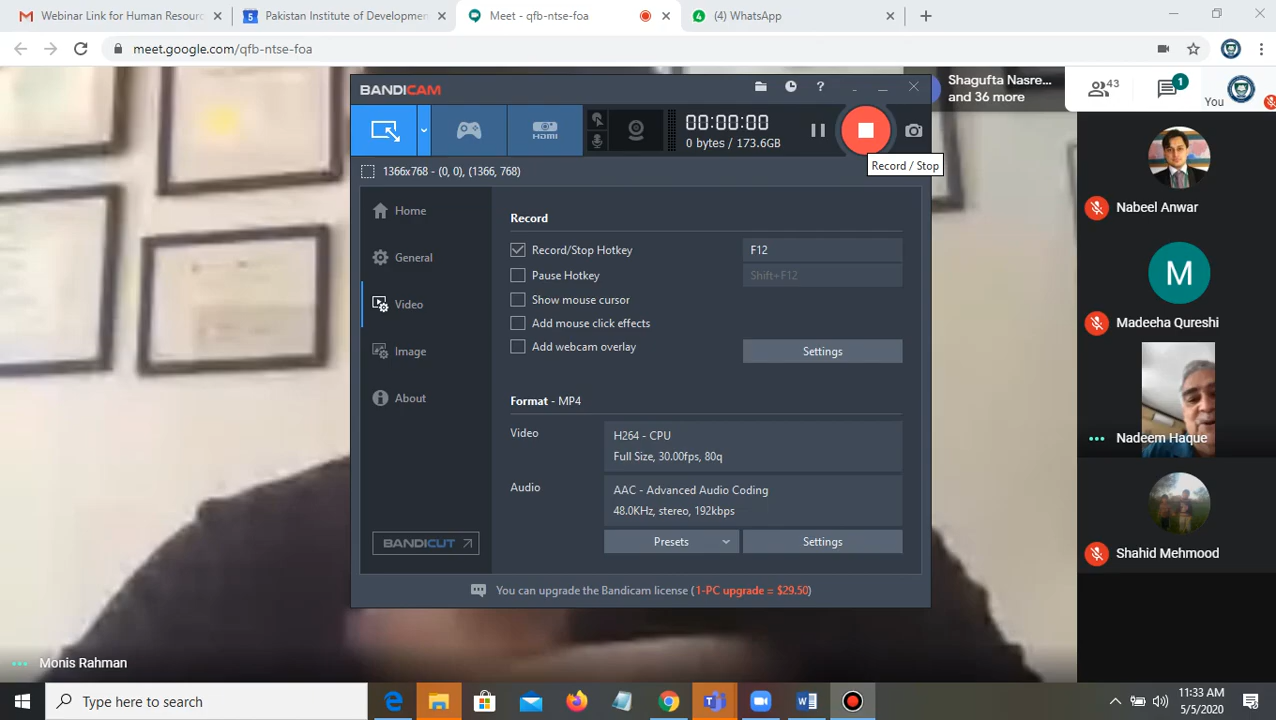 Webinar Link for Human Resourc
Pakistan Institute of Developmen
Meet - qfb-ntse-foa
(4) WhatsApp
meet.google.com/qfb-ntse-foa
BANDICAM
?
HDMI
00:00:00
0 bytes / 173.6GB
Record / Stop
1366x768 - (0, 0), (1366, 768)
Home
General
Video
Image
About
BANDICUT
Record
Record/Stop Hotkey
F12
Pause Hotkey
Shift+F12
Show mouse cursor
Add mouse click effects
Add webcam overlay
Settings
Format - MP4
Video
H264 - CPU
Full Size, 30.00fps, 80q
Audio
AAC - Advanced Audio Coding
48.0KHz, stereo, 192kbps
Presets
Settings
You can upgrade the Bandicam license (1-PC upgrade = $29.50)
Shagufta Nasre...
and 36 more
43
1
You
Nabeel Anwar
M
Madeeha Qureshi
Nadeem Haque
Shahid Mehmood
Monis Rahman
Type here to search
11:33 AM
5/5/2020